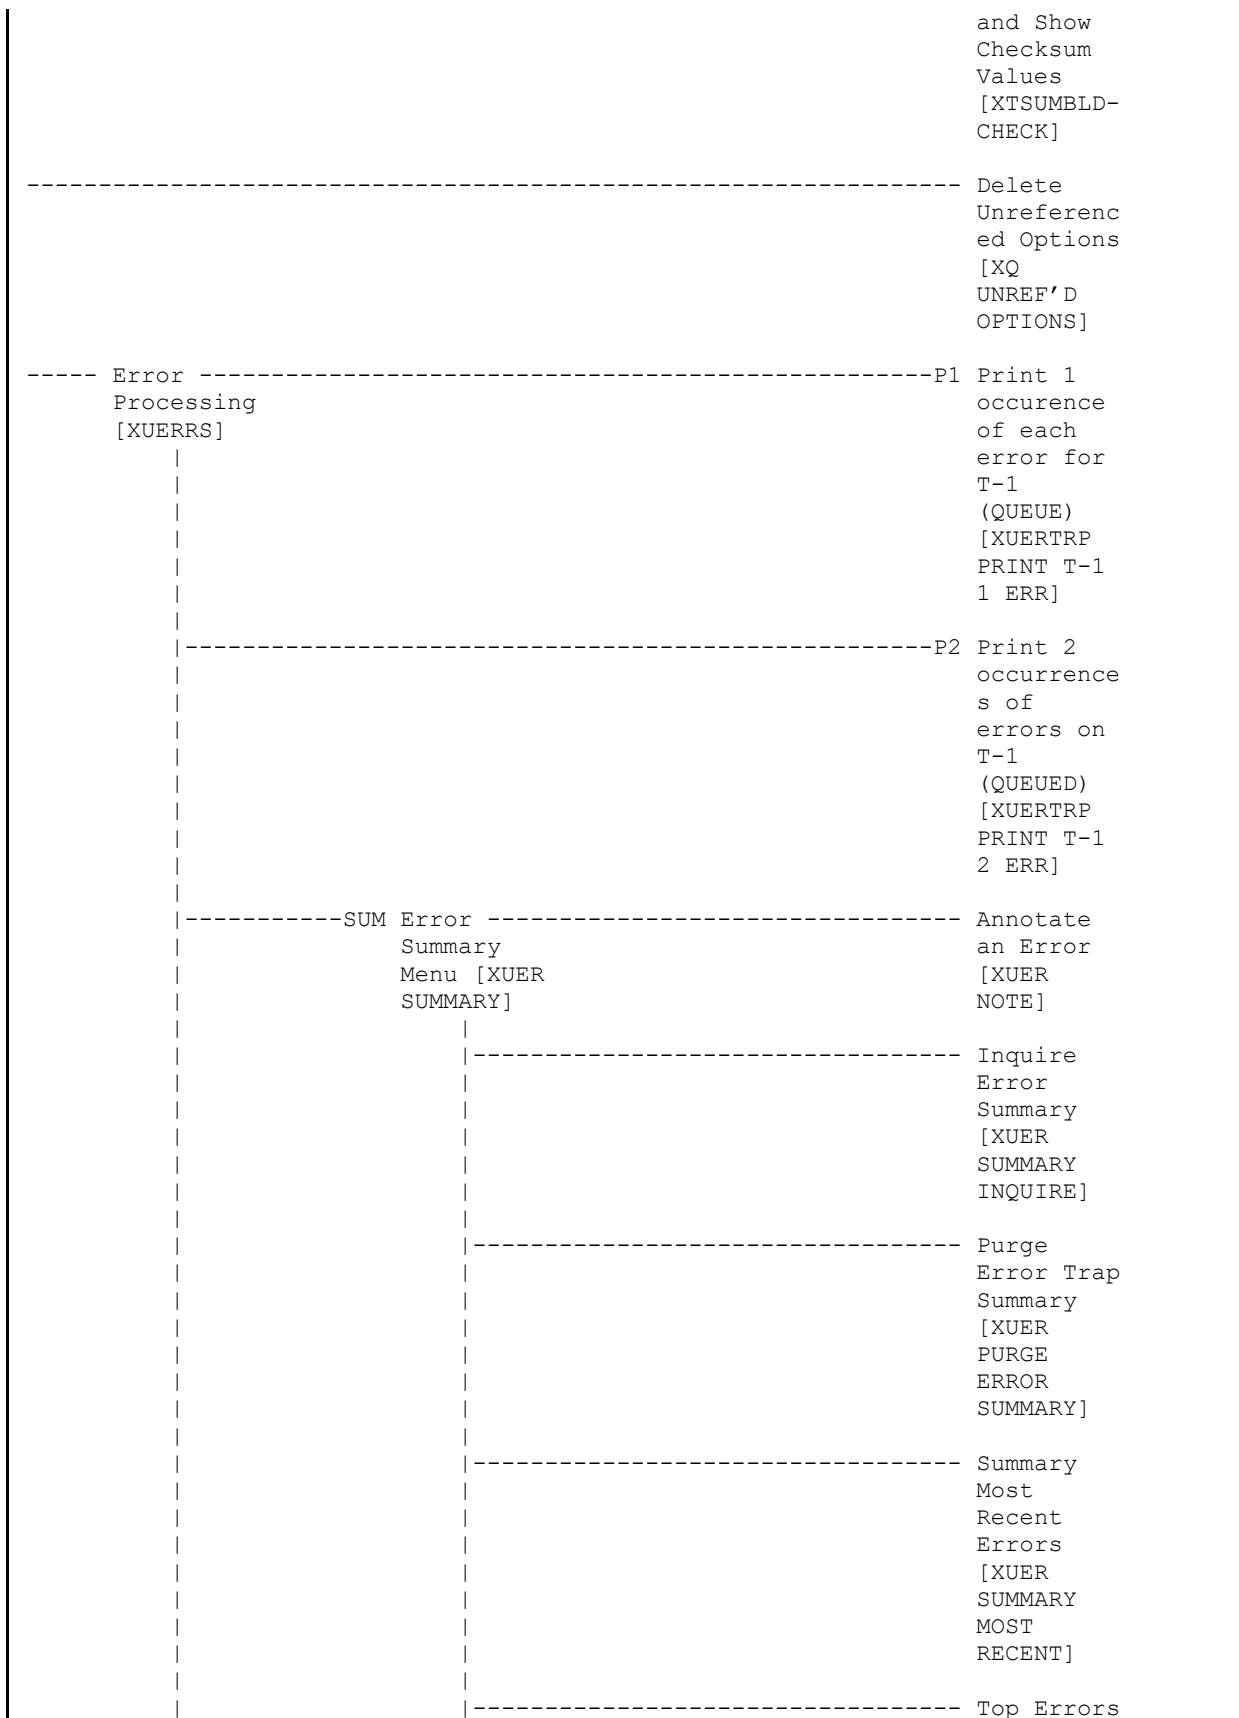 and Show
Checksum
Values
[XTSUMBLD-
CHECK]
----------------------------------------------------------------- Delete
Unreferenc
ed Options
[XQ
UNREF'D
OPTIONS]
----- Error ---------------------------------------------------P1 Print 1
Processing occurence
[XUERRS] of each
| error for
| T-1
| (QUEUE)
| [XUERTRP
| PRINT T-1
| 1 ERR]
|
|----------------------------------------------------P2 Print 2
| occurrence
| s of
| errors on
| T-1
| (QUEUED)
| [XUERTRP
| PRINT T-1
| 2 ERR]
|
|-----------SUM Error --------------------------------- Annotate
| Summary an Error
| Menu [XUER [XUER
| SUMMARY] NOTE]
| |
| |---------------------------------- Inquire
| | Error
| | Summary
| | [XUER
| | SUMMARY
| | INQUIRE]
| |
| |---------------------------------- Purge
| | Error Trap
| | Summary
| | [XUER
| | PURGE
| | ERROR
| | SUMMARY]
| |
| |---------------------------------- Summary
| | Most
| | Recent
| | Errors
| | [XUER
| | SUMMARY
| | MOST
| | RECENT]
| |
| |---------------------------------- Top Errors